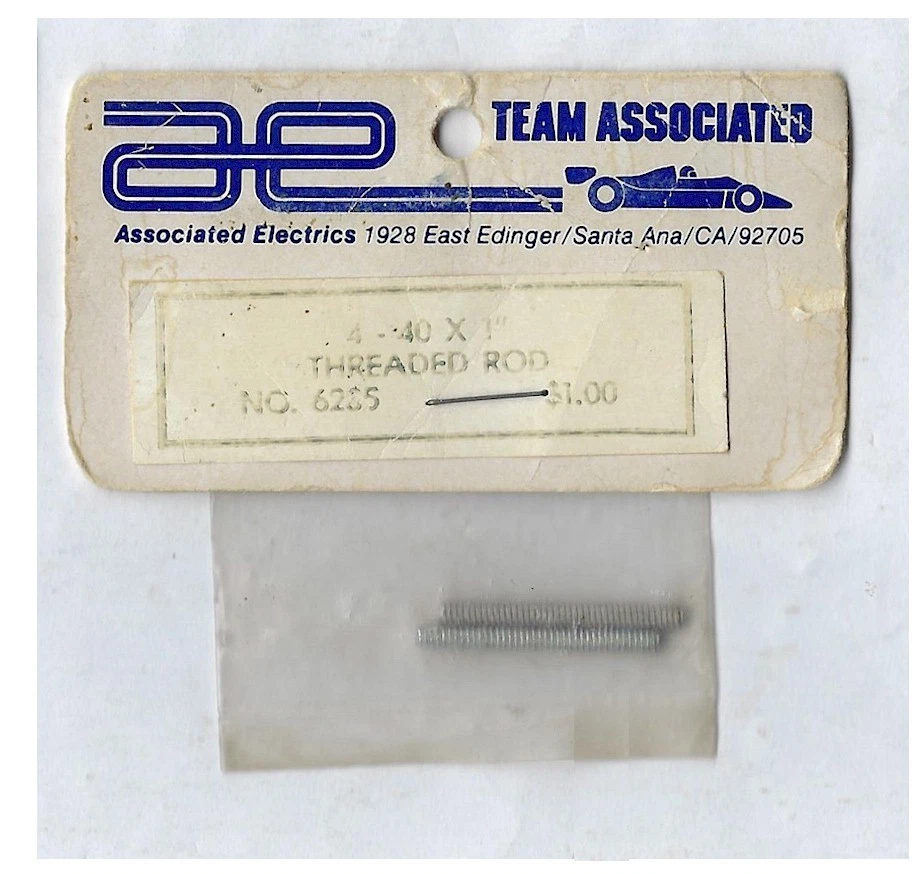 ae
TEAM ASSOCIATED
Associated Electrics 1928 East Edinger/Santa Ana/CA/92705
4 - 40 X 1"
THREADED ROD
NO. 6285 $1.00